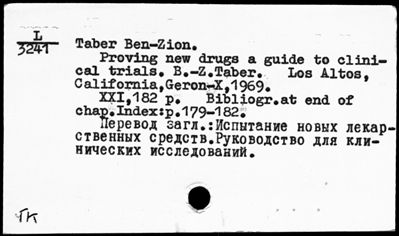 L
3241
Taber Ben-Zion.
Proving new drugs a guide to clini-
cal trials. B.-Z.Taber. Los Altos,
California,Geron-X,1969.
XXI,182 p. Bibliogr.at end of
chap.Index:p.179-182.
Перевод загл.:Испытание новых лекар-
ственных средств.Руководство для кли-
нических исследований.
ТК